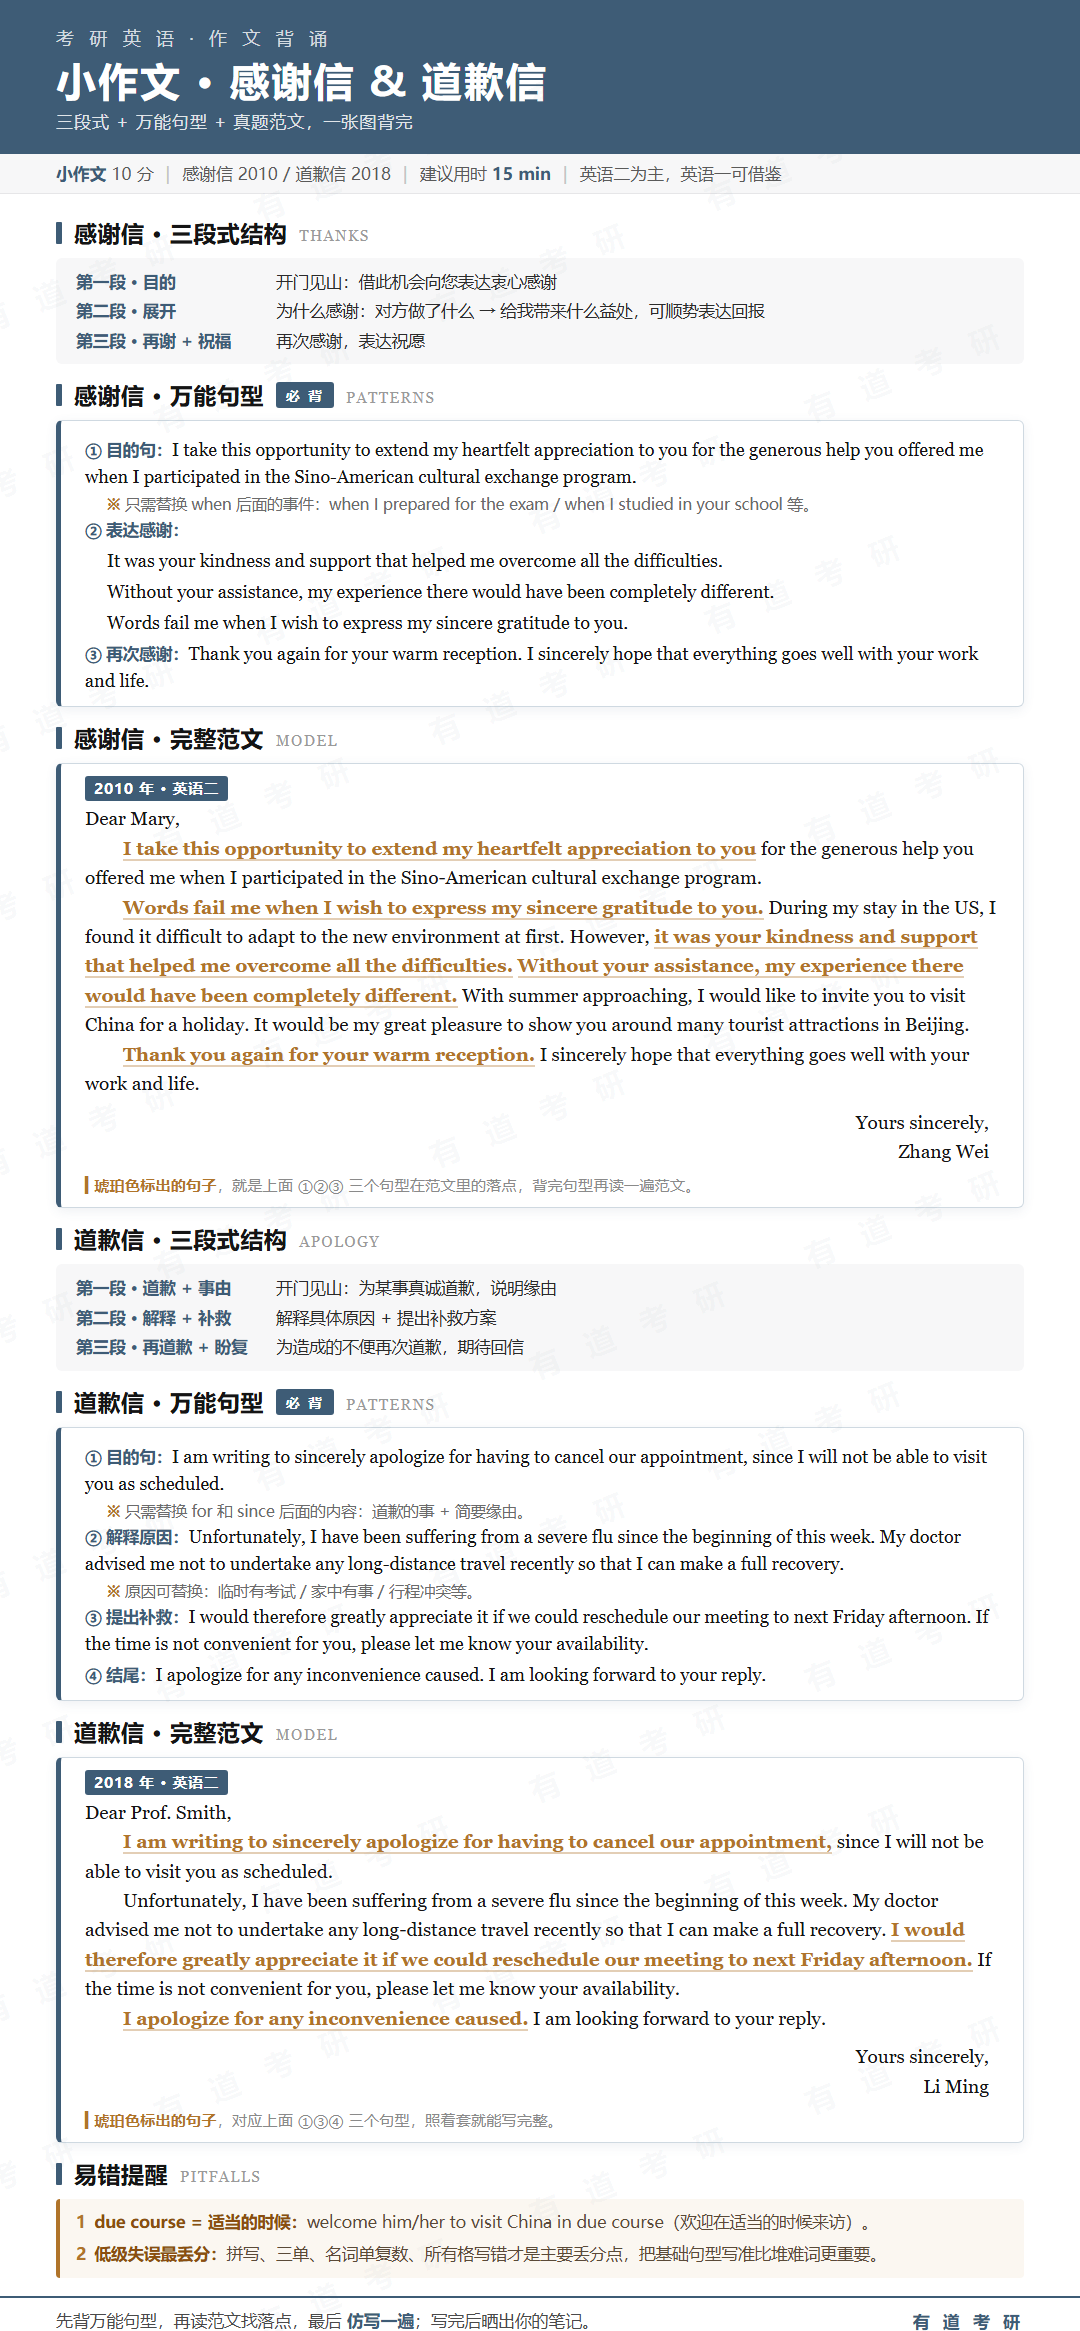 考研英语·作文背诵
小作文·感谢信 & 道歉信
三段式 + 万能句型 + 真题范文，一张图背完
小作文 10 分 | 感谢信 2010 / 道歉信 2018 | 建议用时 15 min | 英语二为主，英语一可借鉴
感谢信·三段式结构 THANKS
第一段·目的 开门见山：借此机会向您表达衷心感谢
第二段·展开 为什么感谢：对方做了什么 → 给我带来什么益处，可顺势表达回报
第三段·再谢 + 祝福 再次感谢，表达祝愿
感谢信·万能句型 必背 PATTERNS
① 目的句：I take this opportunity to extend my heartfelt appreciation to you for the generous help you offered me
when I participated in the Sino-American cultural exchange program.
※ 只需替换 when 后面的事件：when I prepared for the exam / when I studied in your school 等。
② 表达感谢：
It was your kindness and support that helped me overcome all the difficulties.
Without your assistance, my experience there would have been completely different.
Words fail me when I wish to express my sincere gratitude to you.
③ 再次感谢：Thank you again for your warm reception. I sincerely hope that everything goes well with your work
and life.
感谢信·完整范文 MODEL
2010 年·英语二
Dear Mary,
I take this opportunity to extend my heartfelt appreciation to you for the generous help you
offered me when I participated in the Sino-American cultural exchange program.
Words fail me when I wish to express my sincere gratitude to you. During my stay in the US, I
found it difficult to adapt to the new environment at first. However, it was your kindness and support
that helped me overcome all the difficulties. Without your assistance, my experience there
would have been completely different. With summer approaching, I would like to invite you to visit
China for a holiday. It would be my great pleasure to show you around many tourist attractions in Beijing.
Thank you again for your warm reception. I sincerely hope that everything goes well with your
work and life.
Yours sincerely,
Zhang Wei
琥珀色标出的句子，就是上面 ①②③ 三个句型在范文里的落点，背完句型再读一遍范文。
道歉信·三段式结构 APOLOGY
第一段·道歉 + 事由 开门见山：为某事真诚道歉，说明缘由
第二段·解释 + 补救 解释具体原因 + 提出补救方案
第三段·再道歉 + 盼复 为造成的不便再次道歉，期待回信
道歉信·万能句型 必背 PATTERNS
① 目的句：I am writing to sincerely apologize for having to cancel our appointment, since I will not be able to visit
you as scheduled.
※ 只需替换 for 和 since 后面的内容：道歉的事 + 简要缘由。
② 解释原因：Unfortunately, I have been suffering from a severe flu since the beginning of this week. My doctor
advised me not to undertake any long-distance travel recently so that I can make a full recovery.
※ 原因可替换：临时有考试 / 家中有事 / 行程冲突等。
③ 提出补救：I would therefore greatly appreciate it if we could reschedule our meeting to next Friday afternoon. If
the time is not convenient for you, please let me know your availability.
④ 结尾：I apologize for any inconvenience caused. I am looking forward to your reply.
道歉信·完整范文 MODEL
2018 年·英语二
Dear Prof. Smith,
I am writing to sincerely apologize for having to cancel our appointment, since I will not be
able to visit you as scheduled.
Unfortunately, I have been suffering from a severe flu since the beginning of this week. My doctor
advised me not to undertake any long-distance travel recently so that I can make a full recovery. I would
therefore greatly appreciate it if we could reschedule our meeting to next Friday afternoon. If
the time is not convenient for you, please let me know your availability.
I apologize for any inconvenience caused. I am looking forward to your reply.
Yours sincerely,
Li Ming
琥珀色标出的句子，对应上面 ①③④ 三个句型，照着套就能写完整。
易错提醒 PITFALLS
1 due course = 适当的时候：welcome him/her to visit China in due course（欢迎在适当的时候来访）。
2 低级失误最丢分：拼写、三单、名词单复数、所有格写错才是主要丢分点，把基础句型写准比堆难词更重要。
先背万能句型，再读范文找落点，最后 仿写一遍；写完后晒出你的笔记。
有道考研